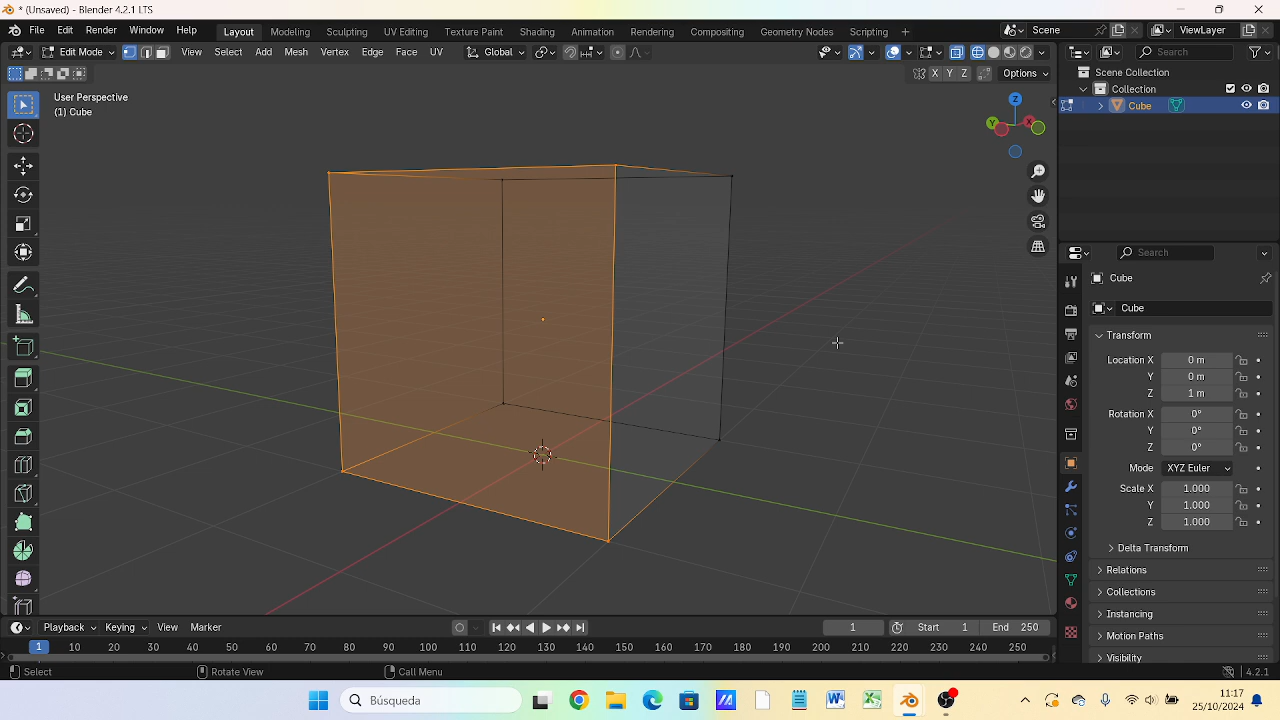 * (Unsaved) - Blender 4.2.1 LTS
File Edit Render Window Help Layout Modeling Sculpting UV Editing Texture Paint Shading Animation Rendering Compositing Geometry Nodes Scripting + Scene ViewLayer
Edit Mode View Select Add Mesh Vertex Edge Face UV Global Search
X Y Z Options Scene Collection
Collection
User Perspective
(1) Cube
Cube
Z
Y
X
Search
Cube
Cube
Transform
Location X 0 m
Y 0 m
Z 1 m
Rotation X 0°
Y 0°
Z 0°
Mode XYZ Euler
Scale X 1.000
Y 1.000
Z 1.000
Delta Transform
Relations
Collections
Instancing
Motion Paths
Visibility
Playback Keying View Marker 1 Start 1 End 250
1 10 20 30 40 50 60 70 80 90 100 110 120 130 140 150 160 170 180 190 200 210 220 230 240 250
Select Rotate View Call Menu 4.2.1
Búsqueda
11:17
25/10/2024